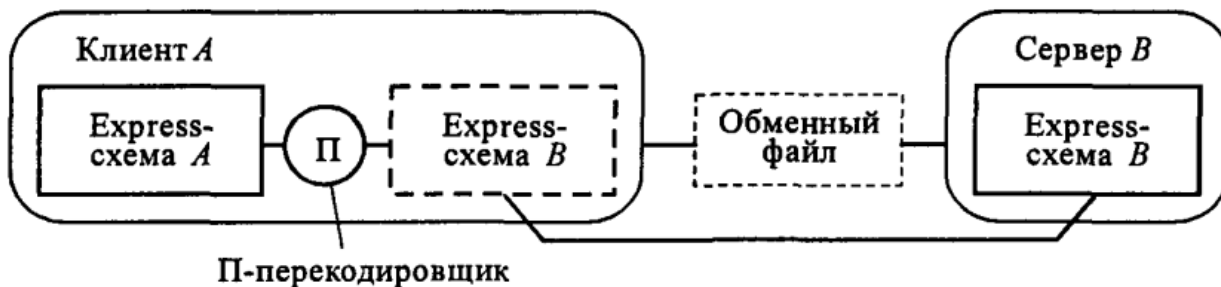 Клиент A
Express-
схема A
П
Express-
схема B
Обменный
файл
Сервер B
Express-
схема B
П-перекодировщик